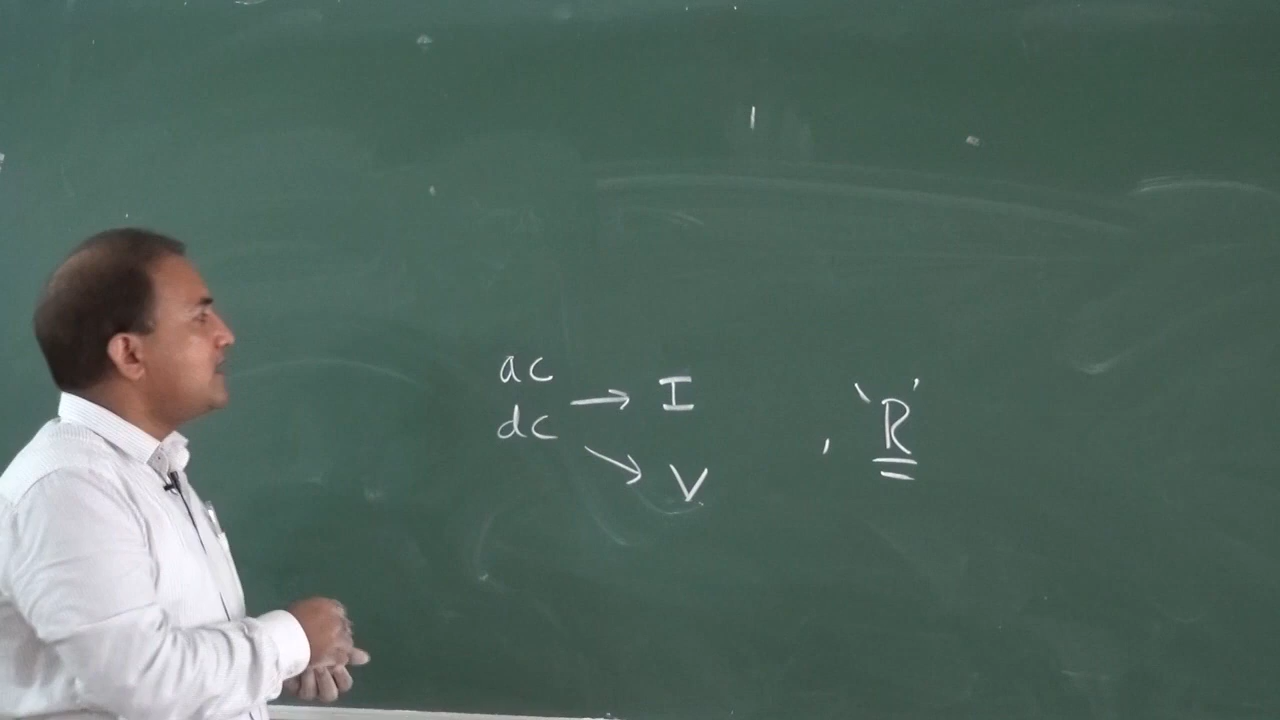 ac → I
dc → V
, ‘R’